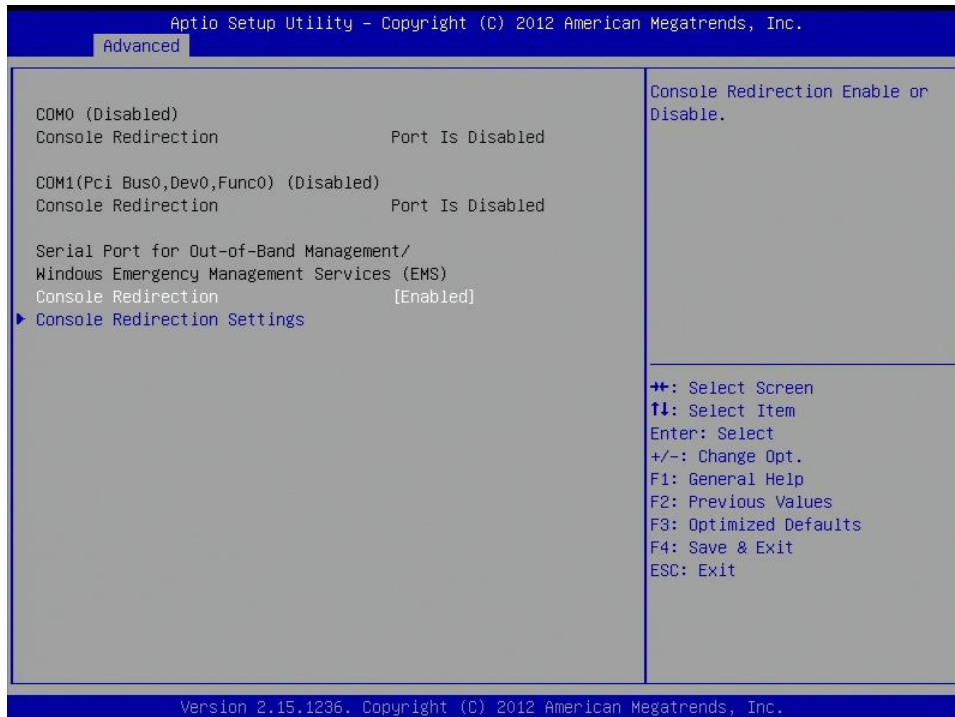 Aptio Setup Utility – Copyright (C) 2012 American Megatrends, Inc.
Advanced
COM0 (Disabled)
Console Redirection Port Is Disabled
COM1(Pci Bus0,Dev0,Func0) (Disabled)
Console Redirection Port Is Disabled
Serial Port for Out-of-Band Management/
Windows Emergency Management Services (EMS)
Console Redirection [Enabled]
Console Redirection Settings
Console Redirection Enable or
Disable.
→←: Select Screen
↑↓: Select Item
Enter: Select
+/-: Change Opt.
F1: General Help
F2: Previous Values
F3: Optimized Defaults
F4: Save & Exit
ESC: Exit
Version 2.15.1236. Copyright (C) 2012 American Megatrends, Inc.